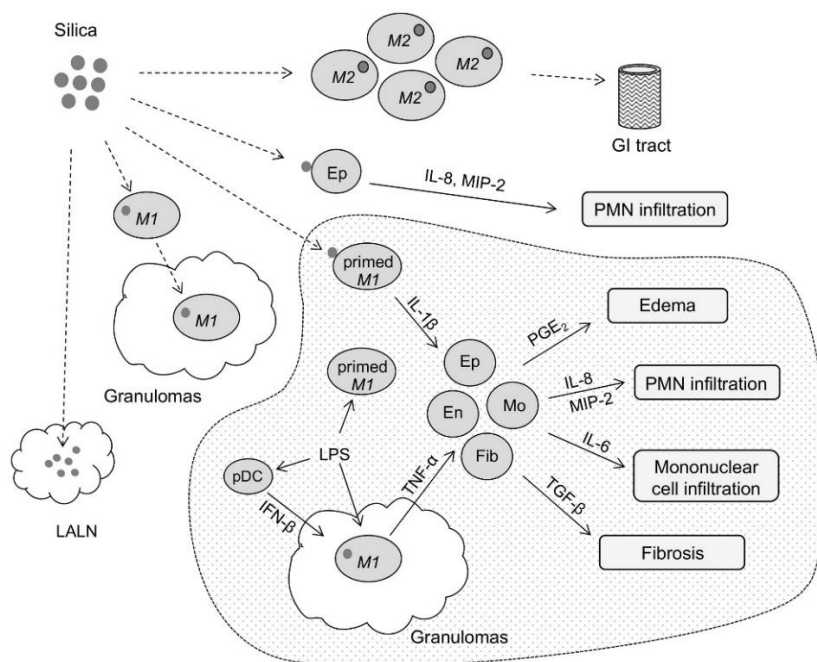 Silica
M2
M2
M2
M2
GI tract
Ep
IL-8, MIP-2
PMN infiltration
M1
M1
Granulomas
LALN
primed
M1
IL-1β
primed
M1
LPS
pDC
IFN-β
M1
Granulomas
TNF-α
Ep
En
Mo
Fib
PGE₂
Edema
IL-8
MIP-2
PMN infiltration
IL-6
Mononuclear
cell infiltration
TGF-β
Fibrosis